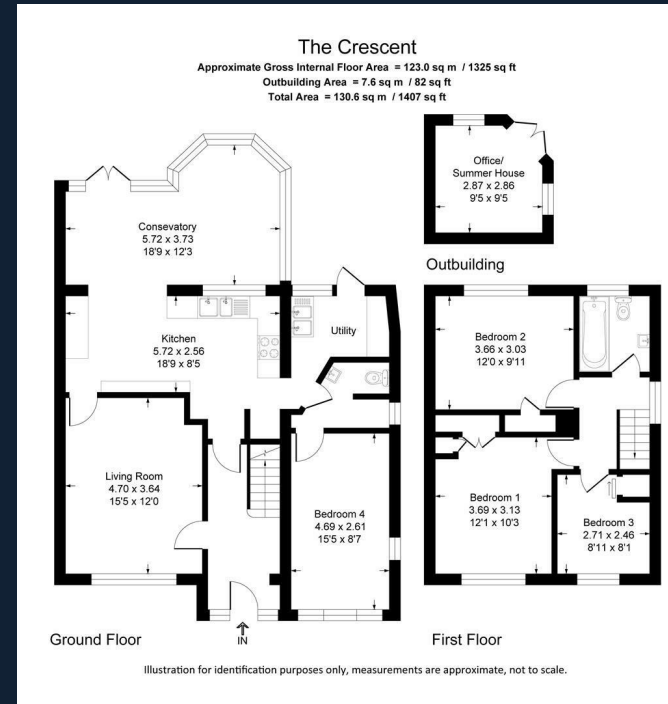 The Crescent
Approximate Gross Internal Floor Area = 123.0 sq m / 1325 sq ft
Outbuilding Area = 7.6 sq m / 82 sq ft
Total Area = 130.6 sq m / 1407 sq ft
Office/
Summer House
2.87 x 2.86
9'5 x 9'5
Outbuilding
Consevatory
5.72 x 3.73
18'9 x 12'3
Kitchen
5.72 x 2.56
18'9 x 8'5
Utility
Living Room
4.70 x 3.64
15'5 x 12'0
Bedroom 4
4.69 x 2.61
15'5 x 8'7
IN
Ground Floor
Bedroom 2
3.66 x 3.03
12'0 x 9'11
Bedroom 1
3.69 x 3.13
12'1 x 10'3
Bedroom 3
2.71 x 2.46
8'11 x 8'1
First Floor
Illustration for identification purposes only, measurements are approximate, not to scale.